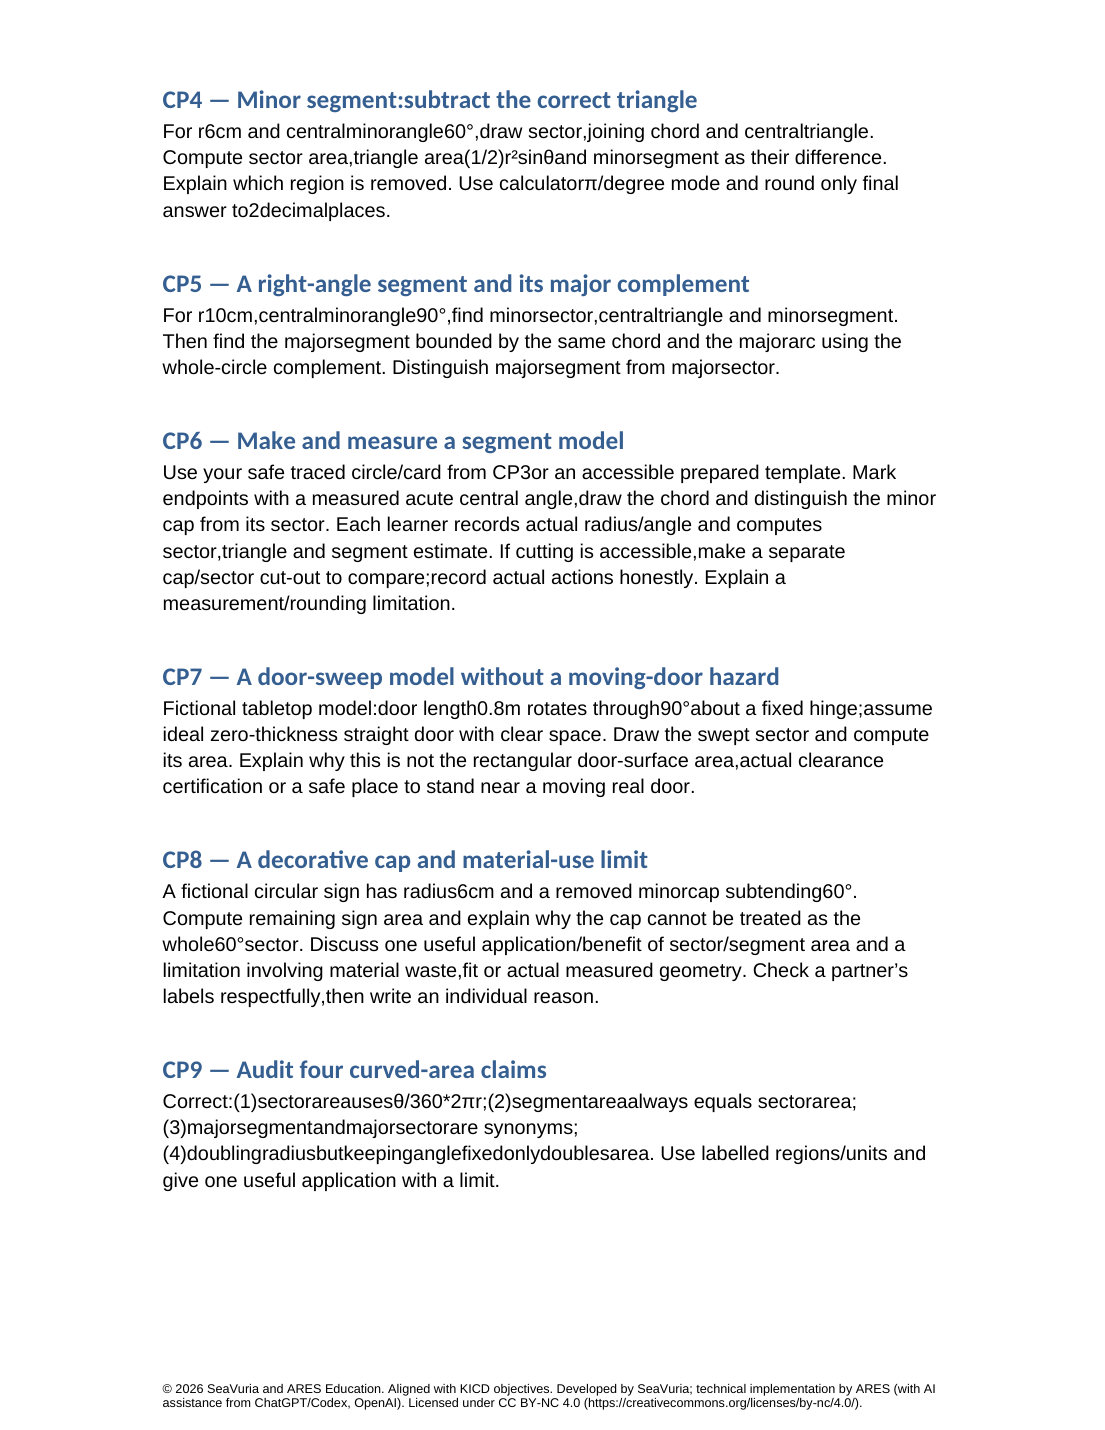 CP4 — Minor segment:subtract the correct triangle
For r6cm and centralminorangle60°,draw sector,joining chord and centraltriangle.
Compute sector area,triangle area(1/2)r²sinθand minorsegment as their difference.
Explain which region is removed. Use calculatorπ/degree mode and round only final
answer to2decimalplaces.
CP5 — A right-angle segment and its major complement
For r10cm,centralminorangle90°,find minorsector,centraltriangle and minorsegment.
Then find the majorsegment bounded by the same chord and the majorarc using the
whole-circle complement. Distinguish majorsegment from majorsector.
CP6 — Make and measure a segment model
Use your safe traced circle/card from CP3or an accessible prepared template. Mark
endpoints with a measured acute central angle,draw the chord and distinguish the minor
cap from its sector. Each learner records actual radius/angle and computes
sector,triangle and segment estimate. If cutting is accessible,make a separate
cap/sector cut-out to compare;record actual actions honestly. Explain a
measurement/rounding limitation.
CP7 — A door-sweep model without a moving-door hazard
Fictional tabletop model:door length0.8m rotates through90°about a fixed hinge;assume
ideal zero-thickness straight door with clear space. Draw the swept sector and compute
its area. Explain why this is not the rectangular door-surface area,actual clearance
certification or a safe place to stand near a moving real door.
CP8 — A decorative cap and material-use limit
A fictional circular sign has radius6cm and a removed minorcap subtending60°.
Compute remaining sign area and explain why the cap cannot be treated as the
whole60°sector. Discuss one useful application/benefit of sector/segment area and a
limitation involving material waste,fit or actual measured geometry. Check a partner’s
labels respectfully,then write an individual reason.
CP9 — Audit four curved-area claims
Correct:(1)sectorareausesθ/360*2πr;(2)segmentareaalways equals sectorarea;
(3)majorsegmentandmajorsectorare synonyms;
(4)doublingradiusbutkeepinganglefixedonlydoublesarea. Use labelled regions/units and
give one useful application with a limit.
© 2026 SeaVuria and ARES Education. Aligned with KICD objectives. Developed by SeaVuria; technical implementation by ARES (with AI
assistance from ChatGPT/Codex, OpenAI). Licensed under CC BY-NC 4.0 (https://creativecommons.org/licenses/by-nc/4.0/).